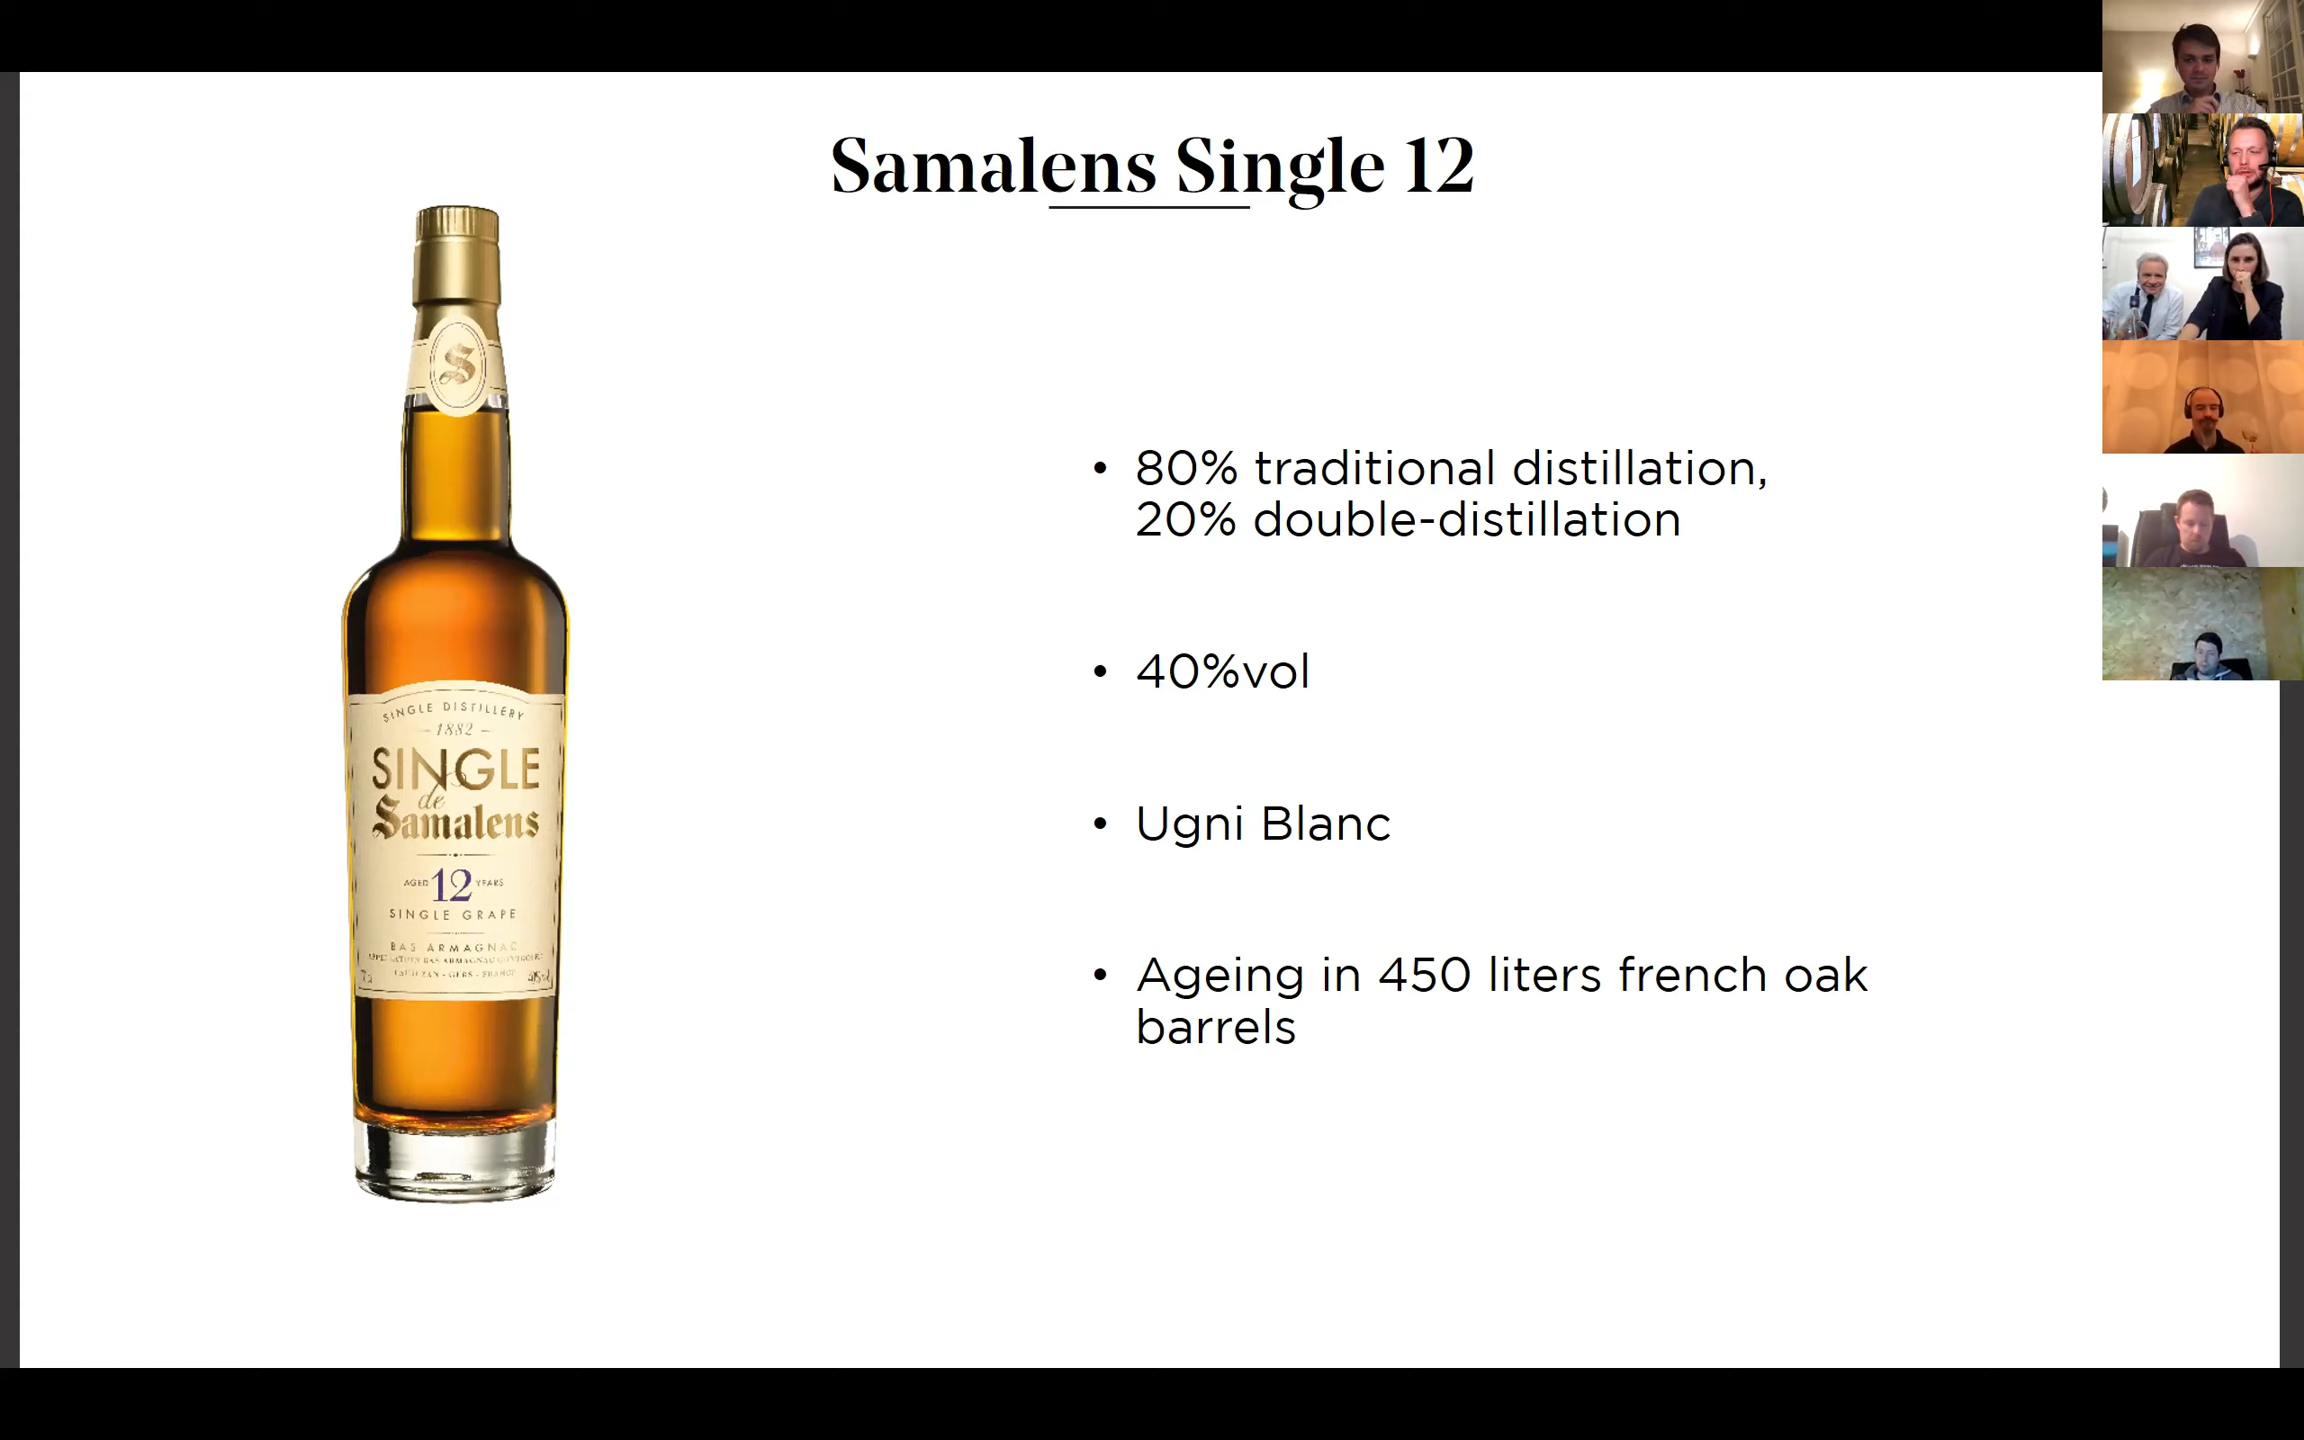 Samalens Single 12
S
SINGLE DISTILLERY
1882
SINGLE
de
Samalens
AGED 12 YEARS
SINGLE GRAPE
BAS ARMAGNAC
• 80% traditional distillation,
20% double-distillation
• 40%vol
• Ugni Blanc
• Ageing in 450 liters french oak
barrels